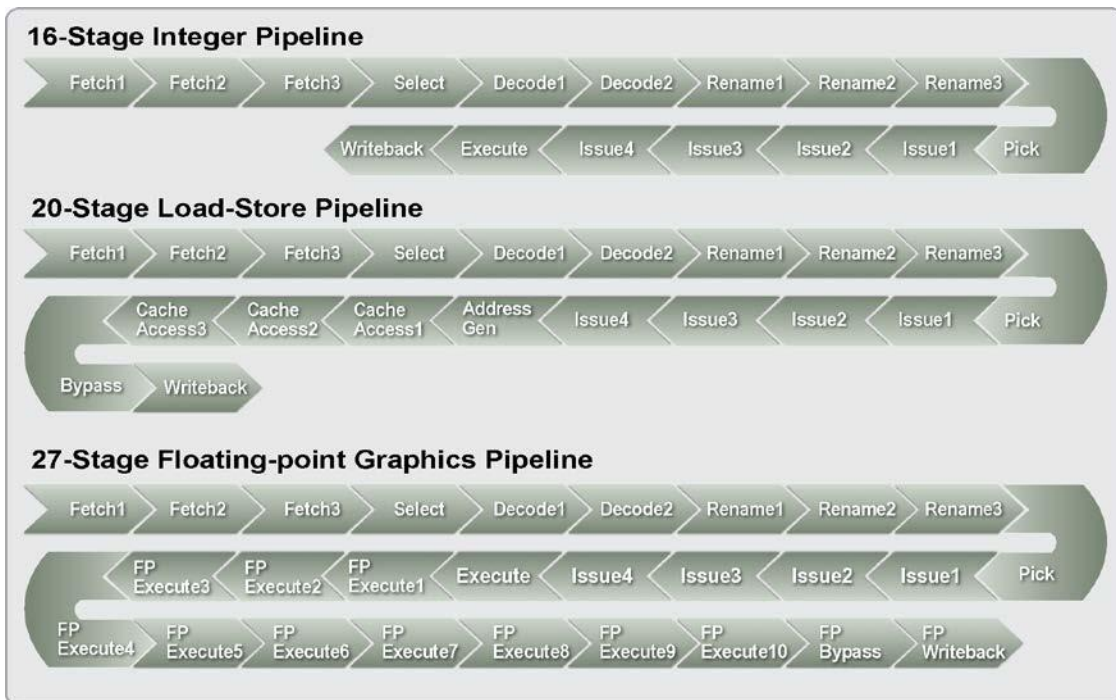 16-Stage Integer Pipeline
Fetch1 Fetch2 Fetch3 Select Decode1 Decode2 Rename1 Rename2 Rename3
Writeback Execute Issue4 Issue3 Issue2 Issue1 Pick
20-Stage Load-Store Pipeline
Fetch1 Fetch2 Fetch3 Select Decode1 Decode2 Rename1 Rename2 Rename3
Cache Access3 Cache Access2 Cache Access1 Address Gen Issue4 Issue3 Issue2 Issue1 Pick
Bypass Writeback
27-Stage Floating-point Graphics Pipeline
Fetch1 Fetch2 Fetch3 Select Decode1 Decode2 Rename1 Rename2 Rename3
FP Execute3 FP Execute2 FP Execute1 Execute Issue4 Issue3 Issue2 Issue1 Pick
FP Execute4 FP Execute5 FP Execute6 FP Execute7 FP Execute8 FP Execute9 FP Execute10 FP Bypass FP Writeback